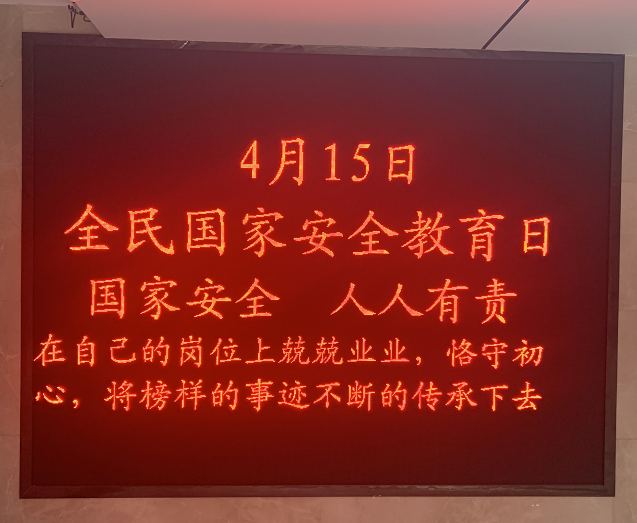 4月15日
全民国家安全教育日
国家安全 人人有责
在自己的岗位上兢兢业业，恪守初
心，将榜样的事迹不断的传承下去